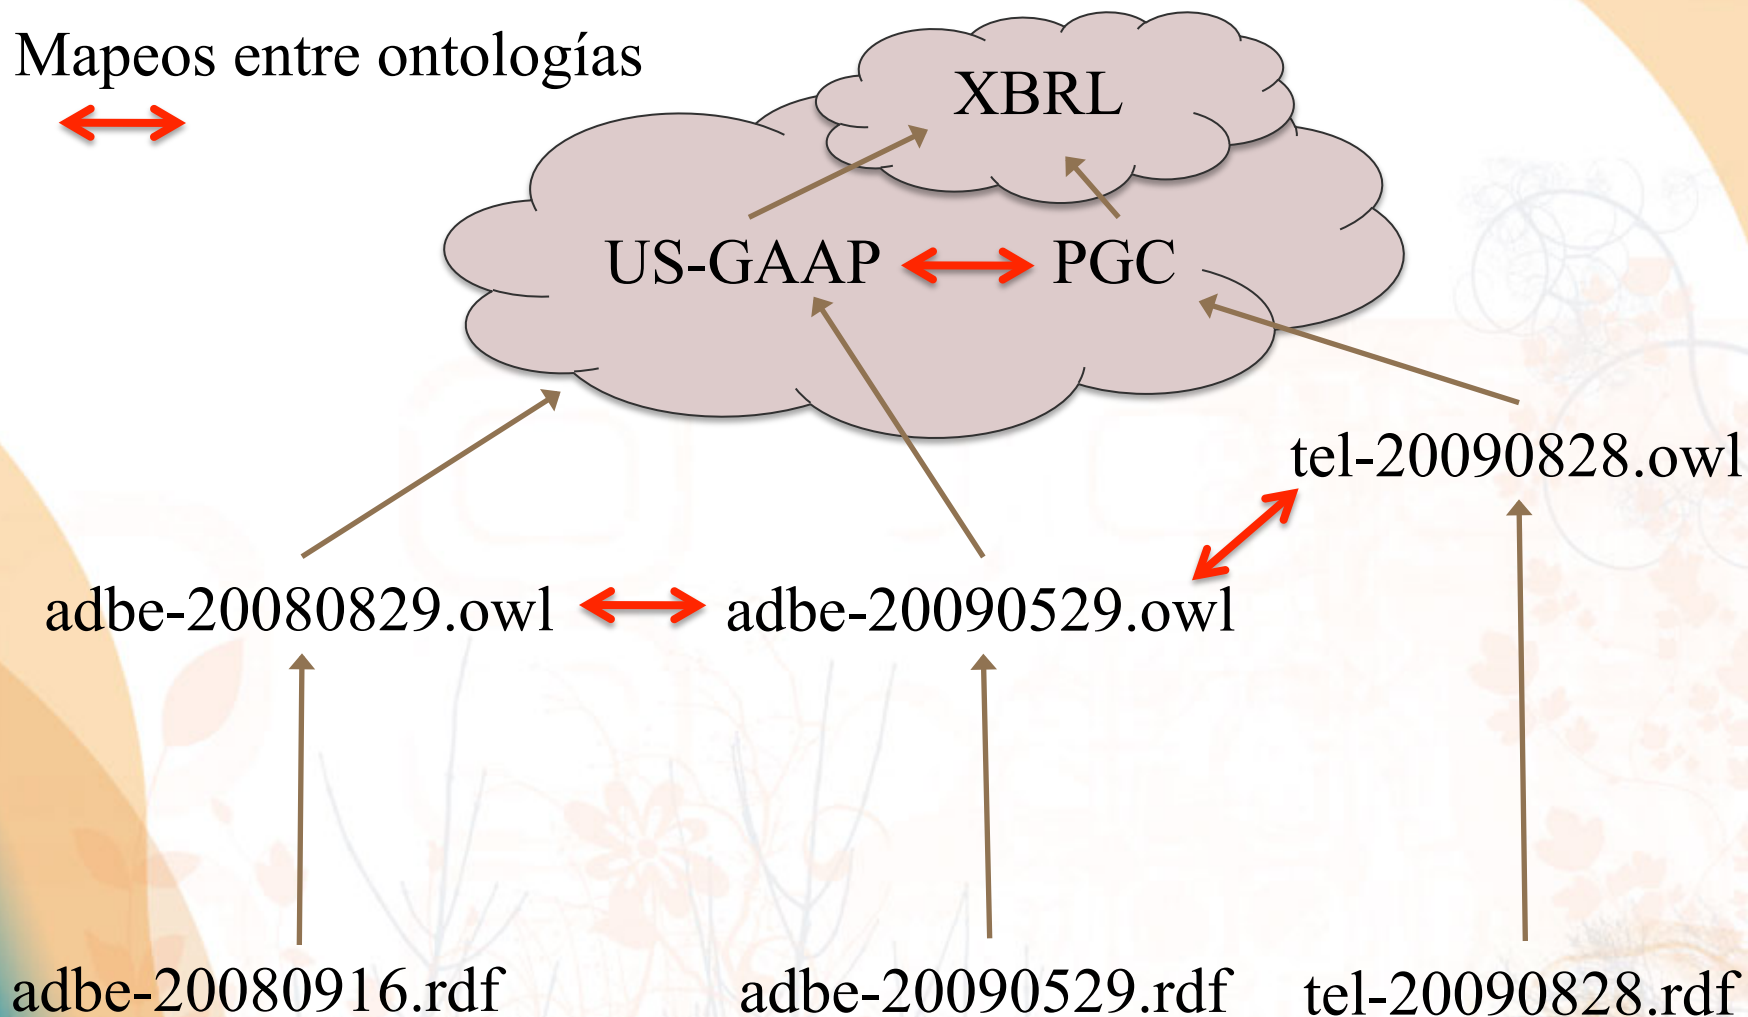 Mapeos entre ontologías
XBRL
US-GAAP PGC
tel-20090828.owl
adbe-20080829.owl adbe-20090529.owl
adbe-20080916.rdf adbe-20090529.rdf tel-20090828.rdf